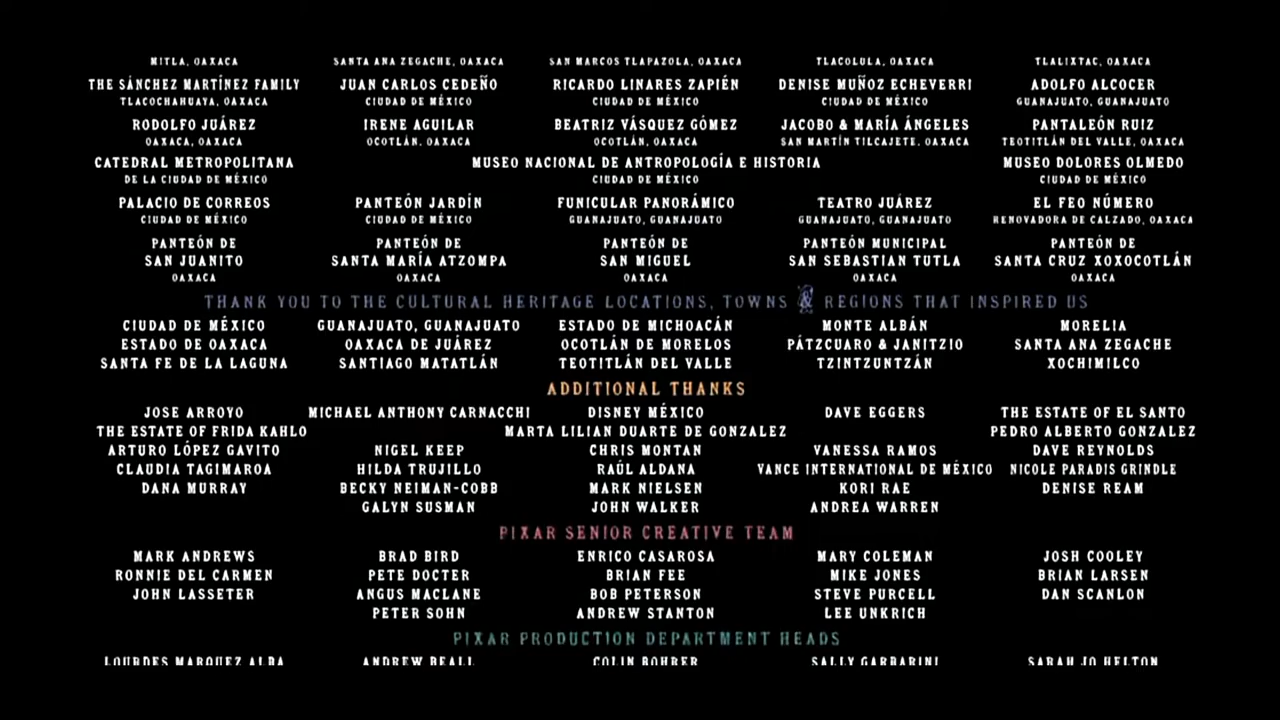 MITLA, OAXACA SANTA ANA ZEGACHE, OAXACA SAN MARCOS TLAPAZOLA, OAXACA TLACOLULA, OAXACA TLALIXTAC, OAXACA
THE SÁNCHEZ MARTÍNEZ FAMILY JUAN CARLOS CEDEÑO RICARDO LINARES ZAPIÉN DENISE MUÑOZ ECHEVERRI ADOLFO ALCOCER
TLACOCHAHUAYA, OAXACA CIUDAD DE MÉXICO CIUDAD DE MÉXICO CIUDAD DE MÉXICO GUANAJUATO, GUANAJUATO
RODOLFO JUÁREZ IRENE AGUILAR BEATRIZ VÁSQUEZ GÓMEZ JACOBO & MARÍA ÁNGELES PANTALEÓN RUIZ
OAXACA, OAXACA OCOTLÁN, OAXACA OCOTLÁN, OAXACA SAN MARTÍN TILCAJETE, OAXACA TEOTITLÁN DEL VALLE, OAXACA
CATEDRAL METROPOLITANA MUSEO NACIONAL DE ANTROPOLOGÍA E HISTORIA MUSEO DOLORES OLMEDO
DE LA CIUDAD DE MÉXICO CIUDAD DE MÉXICO CIUDAD DE MÉXICO
PALACIO DE CORREOS PANTEÓN JARDÍN FUNICULAR PANORÁMICO TEATRO JUÁREZ EL FEO NÚMERO
CIUDAD DE MÉXICO CIUDAD DE MÉXICO GUANAJUATO, GUANAJUATO GUANAJUATO, GUANAJUATO RENOVADORA DE CALZADO, OAXACA
PANTEÓN DE PANTEÓN DE PANTEÓN DE PANTEÓN MUNICIPAL PANTEÓN DE
SAN JUANITO SANTA MARÍA ATZOMPA SAN MIGUEL SAN SEBASTIAN TUTLA SANTA CRUZ XOXOCOTLÁN
OAXACA OAXACA OAXACA OAXACA OAXACA
THANK YOU TO THE CULTURAL HERITAGE LOCATIONS, TOWNS & REGIONS THAT INSPIRED US
CIUDAD DE MÉXICO GUANAJUATO, GUANAJUATO ESTADO DE MICHOACÁN MONTE ALBÁN MORELIA
ESTADO DE OAXACA OAXACA DE JUÁREZ OCOTLÁN DE MORELOS PÁTZCUARO & JANITZIO SANTA ANA ZEGACHE
SANTA FE DE LA LAGUNA SANTIAGO MATATLÁN TEOTITLÁN DEL VALLE TZINTZUNTZÁN XOCHIMILCO
ADDITIONAL THANKS
JOSE ARROYO MICHAEL ANTHONY CARNACCHI DISNEY MÉXICO DAVE EGGERS THE ESTATE OF EL SANTO
THE ESTATE OF FRIDA KAHLO MARTA LILIAN DUARTE DE GONZALEZ PEDRO ALBERTO GONZALEZ
ARTURO LÓPEZ GAVITO NIGEL KEEP CHRIS MONTAN VANESSA RAMOS DAVE REYNOLDS
CLAUDIA TAGIMAROA HILDA TRUJILLO RAÚL ALDANA VANCE INTERNATIONAL DE MÉXICO NICOLE PARADIS GRINDLE
DANA MURRAY BECKY NEIMAN-COBB MARK NIELSEN KORI RAE DENISE REAM
GALYN SUSMAN JOHN WALKER ANDREA WARREN
PIXAR SENIOR CREATIVE TEAM
MARK ANDREWS BRAD BIRD ENRICO CASAROSA MARY COLEMAN JOSH COOLEY
RONNIE DEL CARMEN PETE DOCTER BRIAN FEE MIKE JONES BRIAN LARSEN
JOHN LASSETER ANGUS MACLANE BOB PETERSON STEVE PURCELL DAN SCANLON
PETER SOHN ANDREW STANTON LEE UNKRICH
PIXAR PRODUCTION DEPARTMENT HEADS
LOURDES MARQUEZ ALBA ANDREW BEALL COLIN BOHRER SALLY GARBARINI SARAH JO HELTON